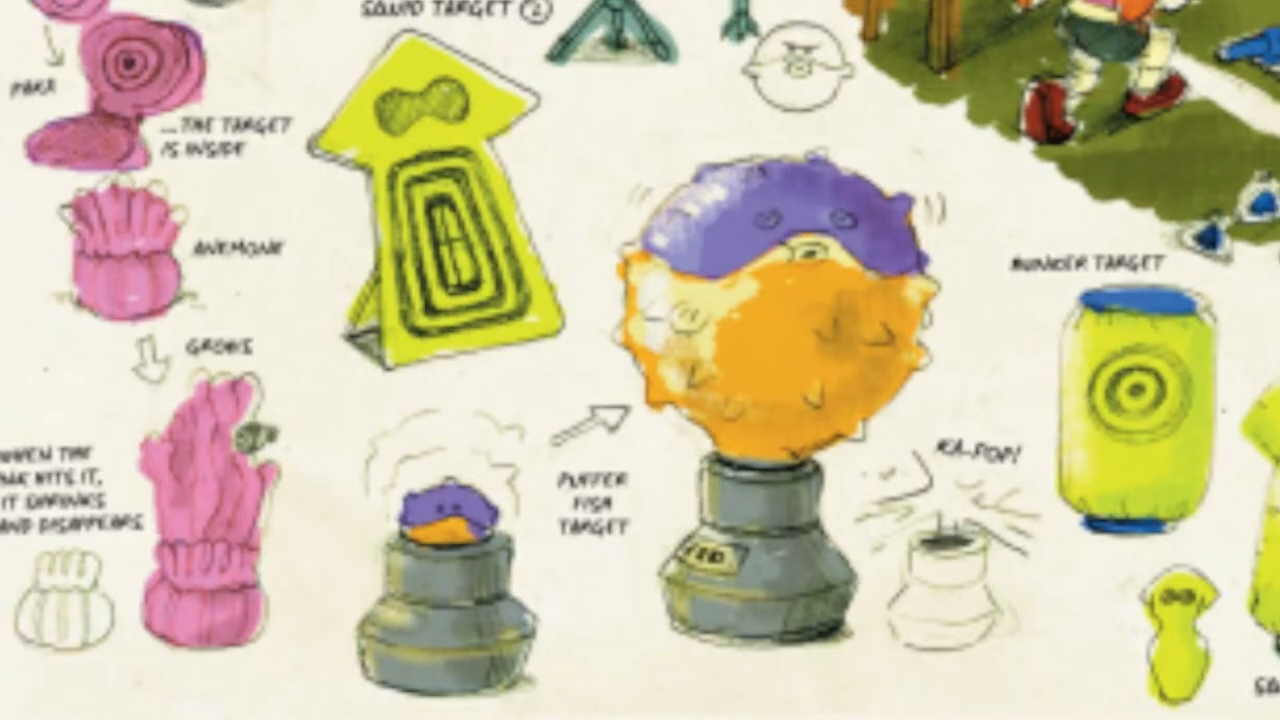 SQUID TARGET 2
...THE TARGET
IS INSIDE
ANEMONE
GROWS
WHEN THE
INK HITS IT,
IT SHRINKS
AND DISAPPEARS
PUFFER
FISH
TARGET
KA-POP!
BUNKER TARGET